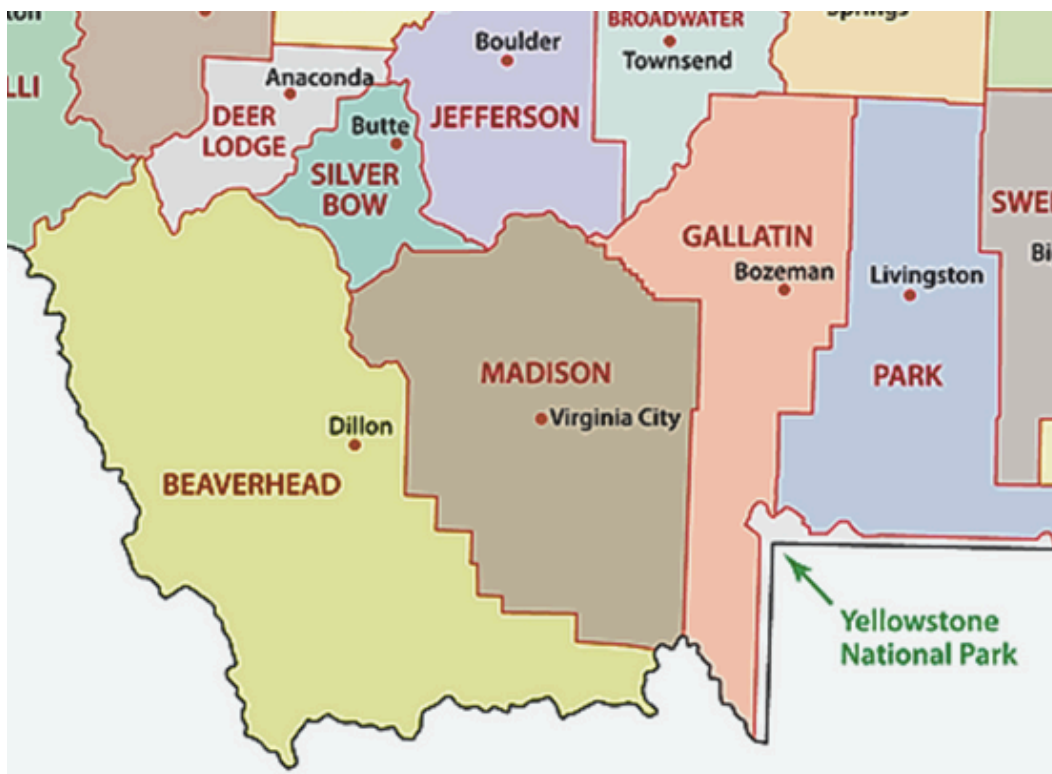 Springs
BROADWATER
Townsend
Boulder
Anaconda
LLI
DEER
LODGE
Butte
JEFFERSON
SILVER
BOW
GALLATIN
Bozeman
Livingston
MADISON
PARK
Virginia City
Dillon
BEAVERHEAD
Yellowstone
National Park